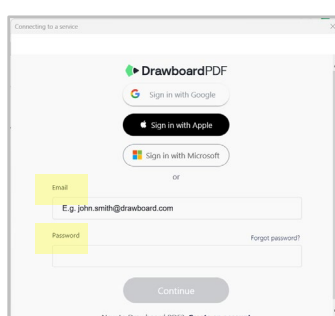 Connecting to a service
DrawboardPDF
Sign in with Google
Sign in with Apple
Sign in with Microsoft
or
Email
E.g. john.smith@drawboard.com
Password
Forgot password?
Continue